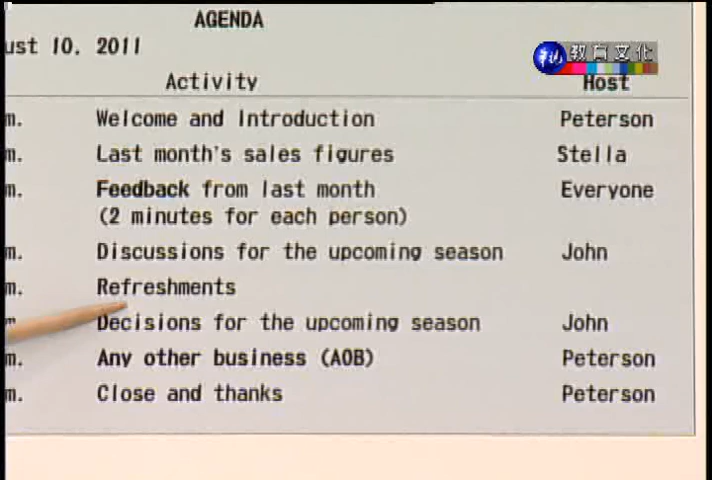 AGENDA
ust 10, 2011
華視 教育文化
Activity Host
m. Welcome and Introduction Peterson
m. Last month's sales figures Stella
m. Feedback from last month Everyone
(2 minutes for each person)
m. Discussions for the upcoming season John
m. Refreshments
m Decisions for the upcoming season John
m. Any other business (AOB) Peterson
m. Close and thanks Peterson